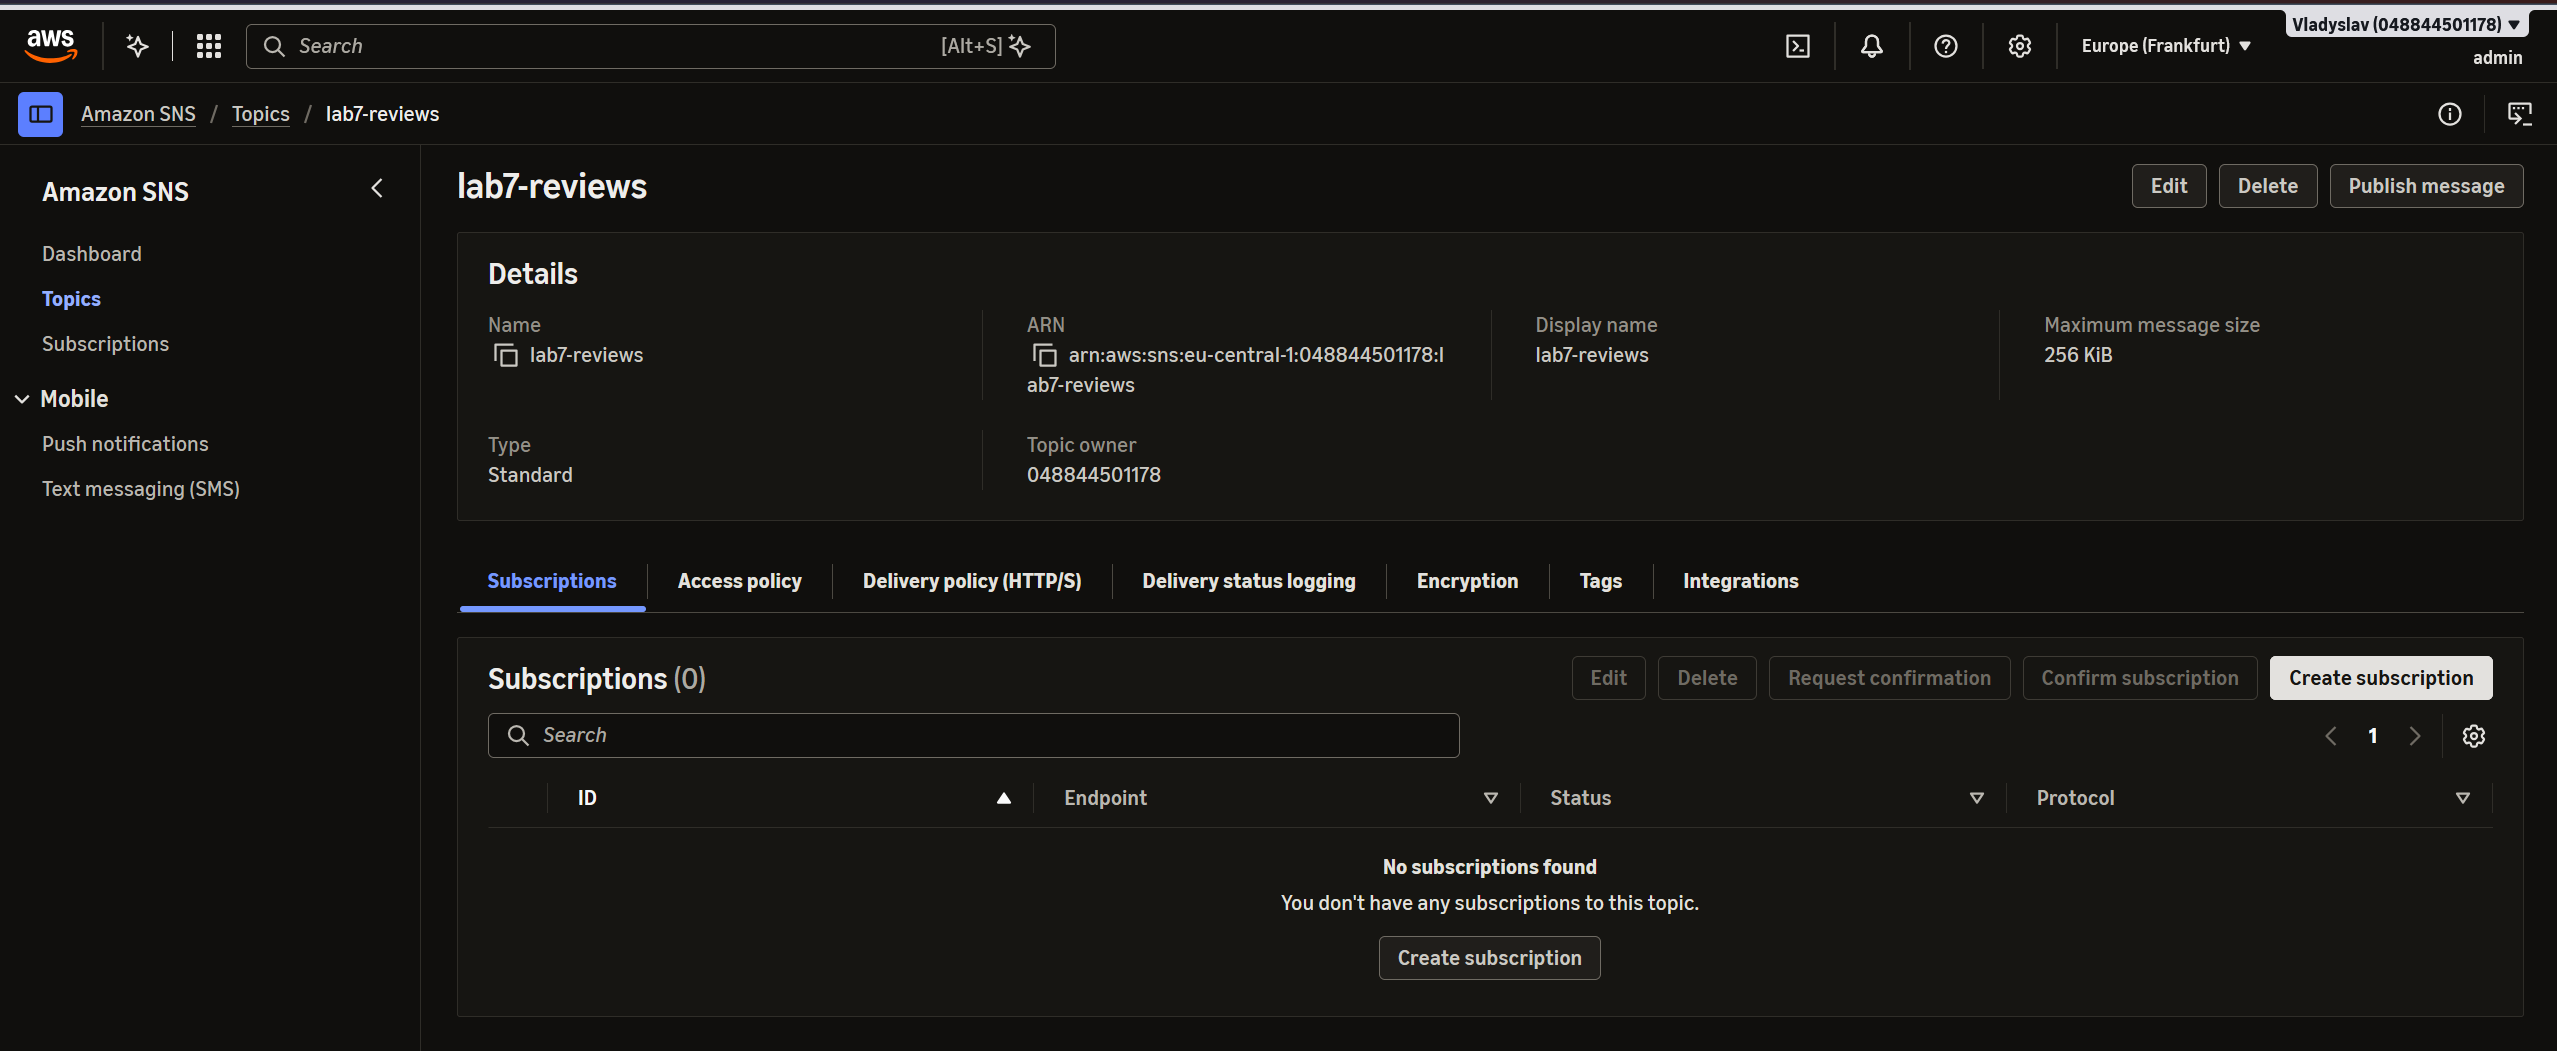 aws
Search [Alt+S]
Europe (Frankfurt)
Vladyslav (048844501178)
admin
Amazon SNS / Topics / lab7-reviews
Amazon SNS
Dashboard
Topics
Subscriptions
Mobile
Push notifications
Text messaging (SMS)
lab7-reviews
Edit
Delete
Publish message
Details
Name
lab7-reviews
ARN
arn:aws:sns:eu-central-1:048844501178:l
ab7-reviews
Display name
lab7-reviews
Maximum message size
256 KiB
Type
Standard
Topic owner
048844501178
Subscriptions
Access policy
Delivery policy (HTTP/S)
Delivery status logging
Encryption
Tags
Integrations
Subscriptions (0)
Edit
Delete
Request confirmation
Confirm subscription
Create subscription
Search
1
ID
Endpoint
Status
Protocol
No subscriptions found
You don't have any subscriptions to this topic.
Create subscription